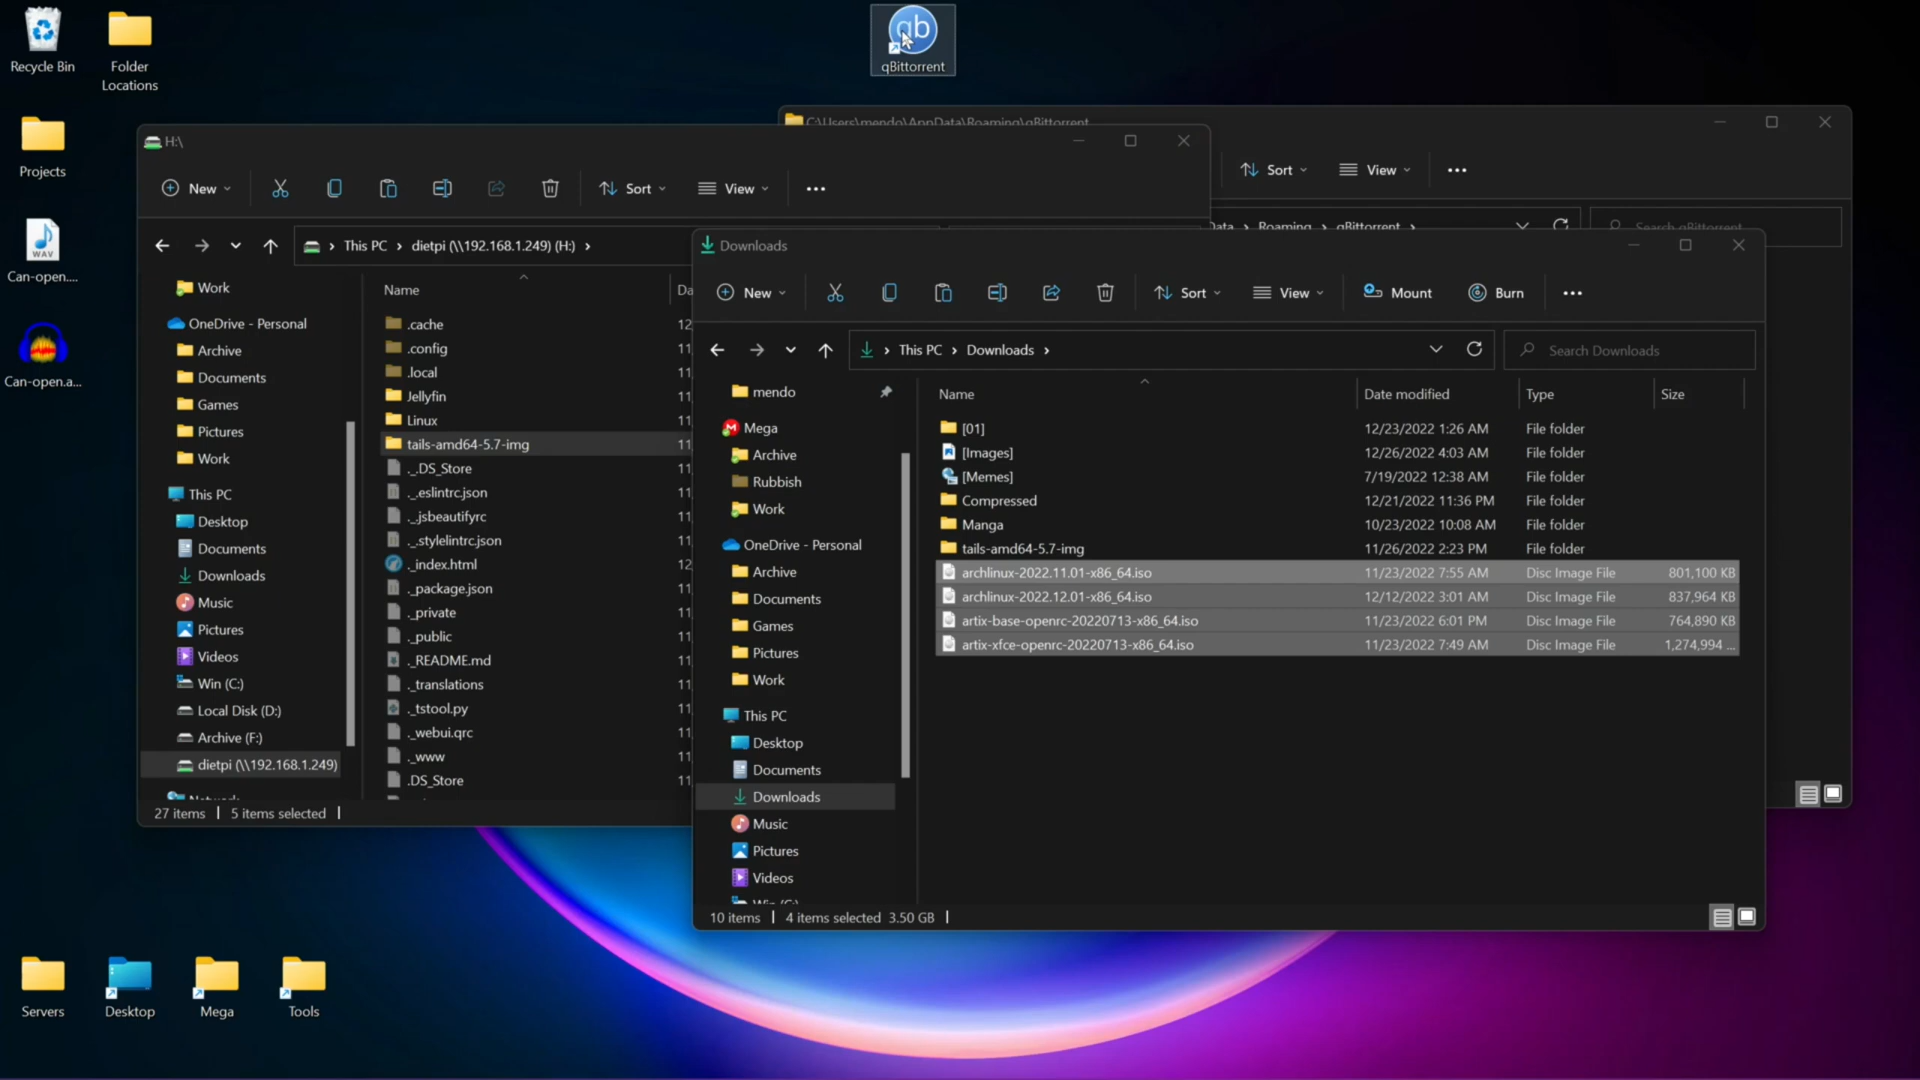 Recycle Bin
Folder
Locations
Projects
Can-open....
Can-open.a...
Servers
Desktop
Mega
Tools
qBittorrent
C:\Users\mendo\AppData\Roaming\qBittorrent
Sort
View
Roaming
qBittorrent
Search qBittorrent
H:\
New
Sort
View
This PC
dietpi (\\192.168.1.249) (H:)
Work
OneDrive - Personal
Archive
Documents
Games
Pictures
Work
This PC
Desktop
Documents
Downloads
Music
Pictures
Videos
Win (C:)
Local Disk (D:)
Archive (F:)
dietpi (\\192.168.1.249)
Network
Name
.cache
.config
.local
Jellyfin
Linux
tails-amd64-5.7-img
._.DS_Store
._.eslintrc.json
._.jsbeautifyrc
._.stylelintrc.json
._index.html
._package.json
._private
._public
._README.md
._translations
._tstool.py
._webui.qrc
._www
.DS_Store
27 items
5 items selected
Downloads
New
Sort
View
Mount
Burn
This PC
Downloads
Search Downloads
mendo
Mega
Archive
Rubbish
Work
OneDrive - Personal
Archive
Documents
Games
Pictures
Work
This PC
Desktop
Documents
Downloads
Music
Pictures
Videos
Win (C:)
Name Date modified Type Size
[01] 12/23/2022 1:26 AM File folder
[Images] 12/26/2022 4:03 AM File folder
[Memes] 7/19/2022 12:38 AM File folder
Compressed 12/21/2022 11:36 PM File folder
Manga 10/23/2022 10:08 AM File folder
tails-amd64-5.7-img 11/26/2022 2:23 PM File folder
archlinux-2022.11.01-x86_64.iso 11/23/2022 7:55 AM Disc Image File 801,100 KB
archlinux-2022.12.01-x86_64.iso 12/12/2022 3:01 AM Disc Image File 837,964 KB
artix-base-openrc-20220713-x86_64.iso 11/23/2022 6:01 PM Disc Image File 764,890 KB
artix-xfce-openrc-20220713-x86_64.iso 11/23/2022 7:49 AM Disc Image File 1,274,994 ...
10 items
4 items selected 3.50 GB